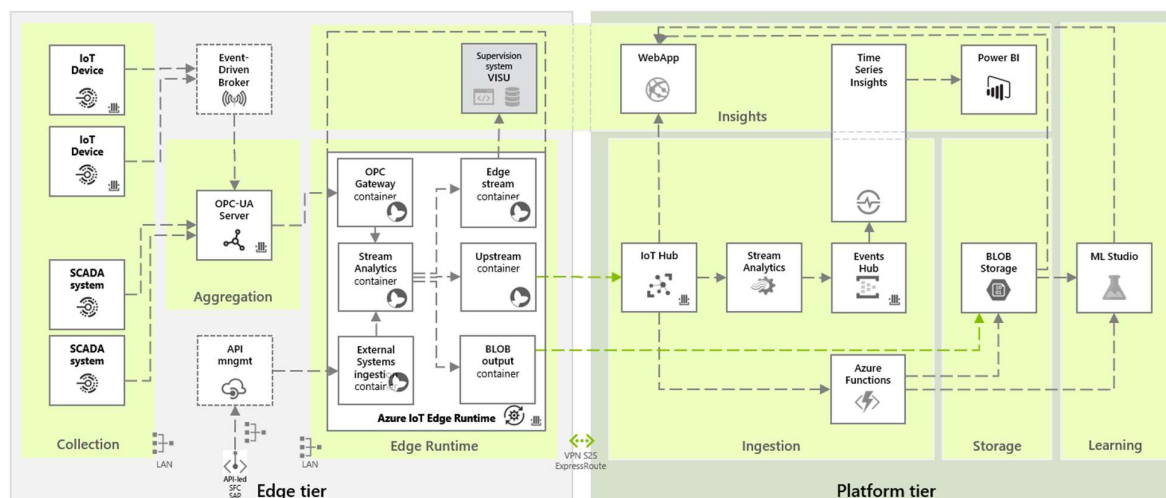 IoT
Device
IoT
Device
SCADA
system
SCADA
system
Collection
LAN
Event-
Driven
Broker
OPC-UA
Server
Aggregation
API
mngmt
API-led
SFC
SAP
LAN
Edge tier
Supervision
system
VISU
OPC
Gateway
container
Edge
stream
container
Stream
Analytics
container
Upstream
container
External
Systems
ingestion
container
BLOB
output
container
Azure IoT Edge Runtime
Edge Runtime
VPN S2S
ExpressRoute
WebApp
Time
Series
Insights
Power BI
Insights
IoT Hub
Stream
Analytics
Events
Hub
BLOB
Storage
ML Studio
Azure
Functions
Ingestion
Storage
Learning
Platform tier